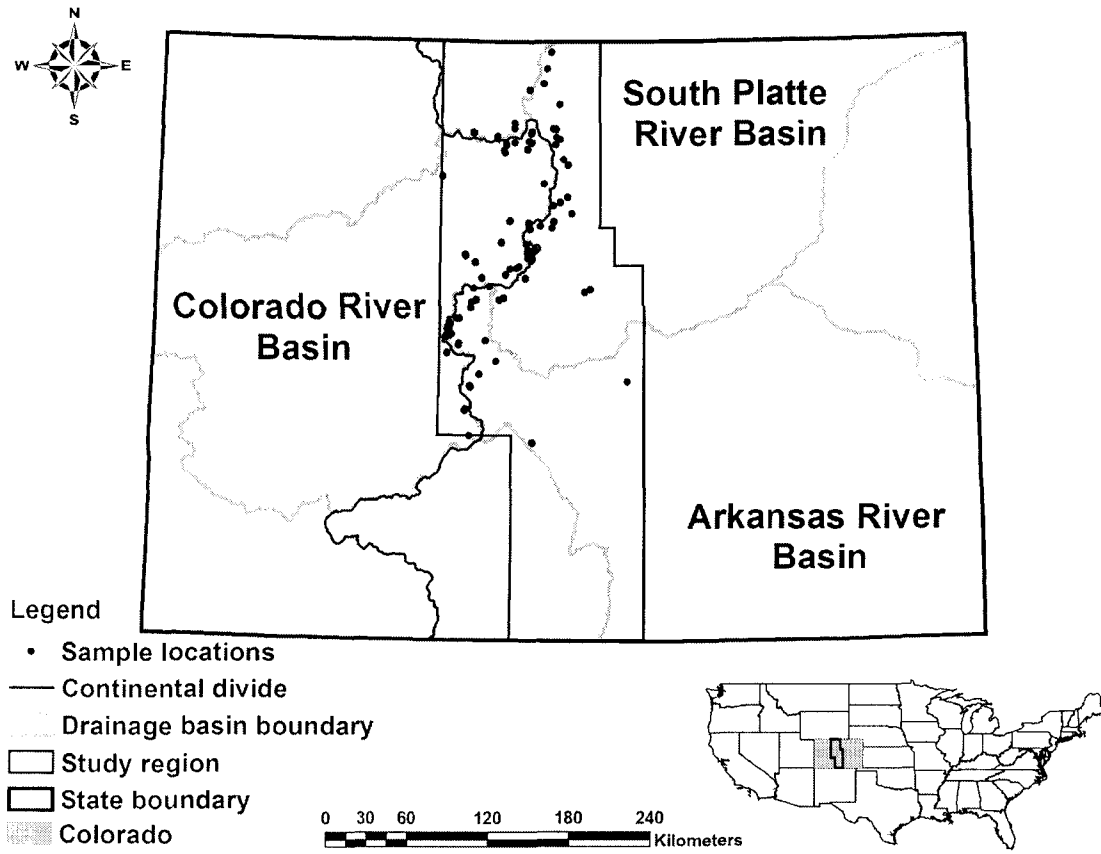 N
W E
S
South Platte
River Basin
Colorado River
Basin
Arkansas River
Basin
Legend
Sample locations
Continental divide
Drainage basin boundary
Study region
State boundary
Colorado
0 30 60 120 180 240
Kilometers